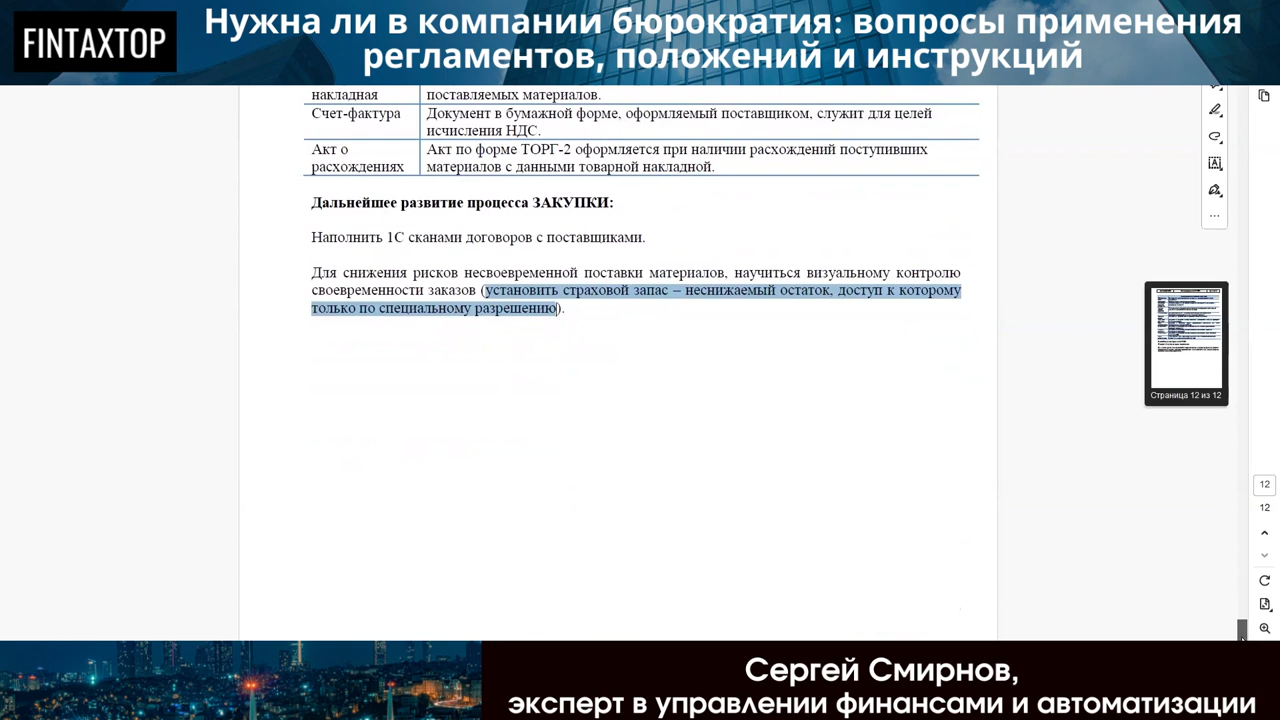 FINTAXTOP
Нужна ли в компании бюрократия: вопросы применения
регламентов, положений и инструкций
накладная
поставляемых материалов.
Счет-фактура
Документ в бумажной форме, оформляемый поставщиком, служит для целей
исчисления НДС.
Акт о
расхождениях
Акт по форме ТОРГ-2 оформляется при наличии расхождений поступивших
материалов с данными товарной накладной.
Дальнейшее развитие процесса ЗАКУПКИ:
Наполнить 1С сканами договоров с поставщиками.
Для снижения рисков несвоевременной поставки материалов, научиться визуальному контролю
своевременности заказов (установить страховой запас – неснижаемый остаток, доступ к которому
только по специальному разрешению).
Страница 12 из 12
12
12
Сергей Смирнов,
эксперт в управлении финансами и автоматизации